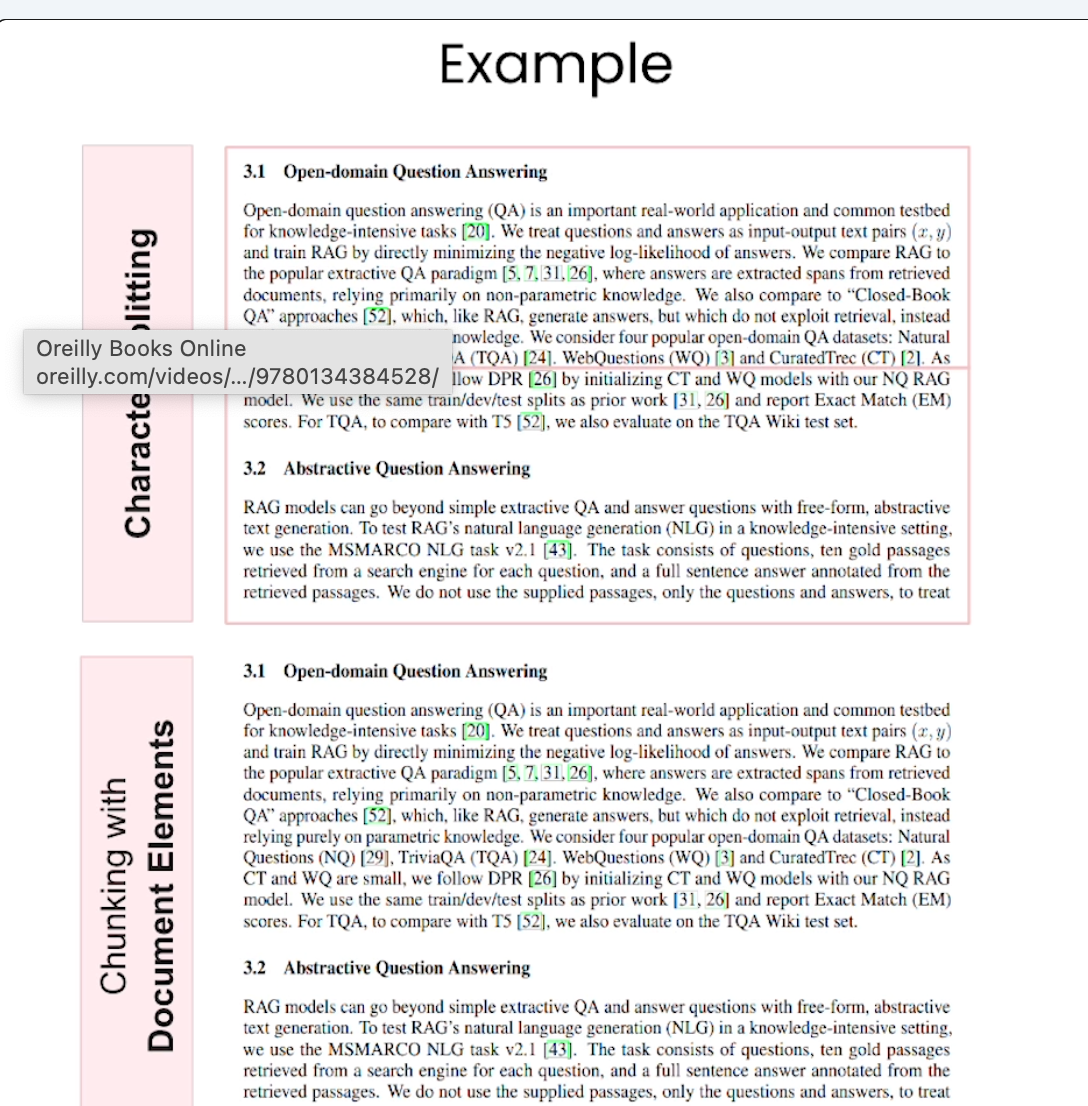 Example
Character Splitting
3.1 Open-domain Question Answering
Open-domain question answering (QA) is an important real-world application and common testbed
for knowledge-intensive tasks [20]. We treat questions and answers as input-output text pairs (x, y)
and train RAG by directly minimizing the negative log-likelihood of answers. We compare RAG to
the popular extractive QA paradigm [5, 7, 31, 26], where answers are extracted spans from retrieved
documents, relying primarily on non-parametric knowledge. We also compare to “Closed-Book
QA” approaches [52], which, like RAG, generate answers, but which do not exploit retrieval, instead
nowledge. We consider four popular open-domain QA datasets: Natural
A (TQA) [24]. WebQuestions (WQ) [3] and CuratedTrec (CT) [2]. As
llow DPR [26] by initializing CT and WQ models with our NQ RAG
model. We use the same train/dev/test splits as prior work [31, 26] and report Exact Match (EM)
scores. For TQA, to compare with T5 [52], we also evaluate on the TQA Wiki test set.
Oreilly Books Online
oreilly.com/videos/.../9780134384528/
3.2 Abstractive Question Answering
RAG models can go beyond simple extractive QA and answer questions with free-form, abstractive
text generation. To test RAG’s natural language generation (NLG) in a knowledge-intensive setting,
we use the MSMARCO NLG task v2.1 [43]. The task consists of questions, ten gold passages
retrieved from a search engine for each question, and a full sentence answer annotated from the
retrieved passages. We do not use the supplied passages, only the questions and answers, to treat
Chunking with
Document Elements
3.1 Open-domain Question Answering
Open-domain question answering (QA) is an important real-world application and common testbed
for knowledge-intensive tasks [20]. We treat questions and answers as input-output text pairs (x, y)
and train RAG by directly minimizing the negative log-likelihood of answers. We compare RAG to
the popular extractive QA paradigm [5, 7, 31, 26], where answers are extracted spans from retrieved
documents, relying primarily on non-parametric knowledge. We also compare to “Closed-Book
QA” approaches [52], which, like RAG, generate answers, but which do not exploit retrieval, instead
relying purely on parametric knowledge. We consider four popular open-domain QA datasets: Natural
Questions (NQ) [29], TriviaQA (TQA) [24]. WebQuestions (WQ) [3] and CuratedTrec (CT) [2]. As
CT and WQ are small, we follow DPR [26] by initializing CT and WQ models with our NQ RAG
model. We use the same train/dev/test splits as prior work [31, 26] and report Exact Match (EM)
scores. For TQA, to compare with T5 [52], we also evaluate on the TQA Wiki test set.
3.2 Abstractive Question Answering
RAG models can go beyond simple extractive QA and answer questions with free-form, abstractive
text generation. To test RAG’s natural language generation (NLG) in a knowledge-intensive setting,
we use the MSMARCO NLG task v2.1 [43]. The task consists of questions, ten gold passages
retrieved from a search engine for each question, and a full sentence answer annotated from the
retrieved passages. We do not use the supplied passages, only the questions and answers, to treat